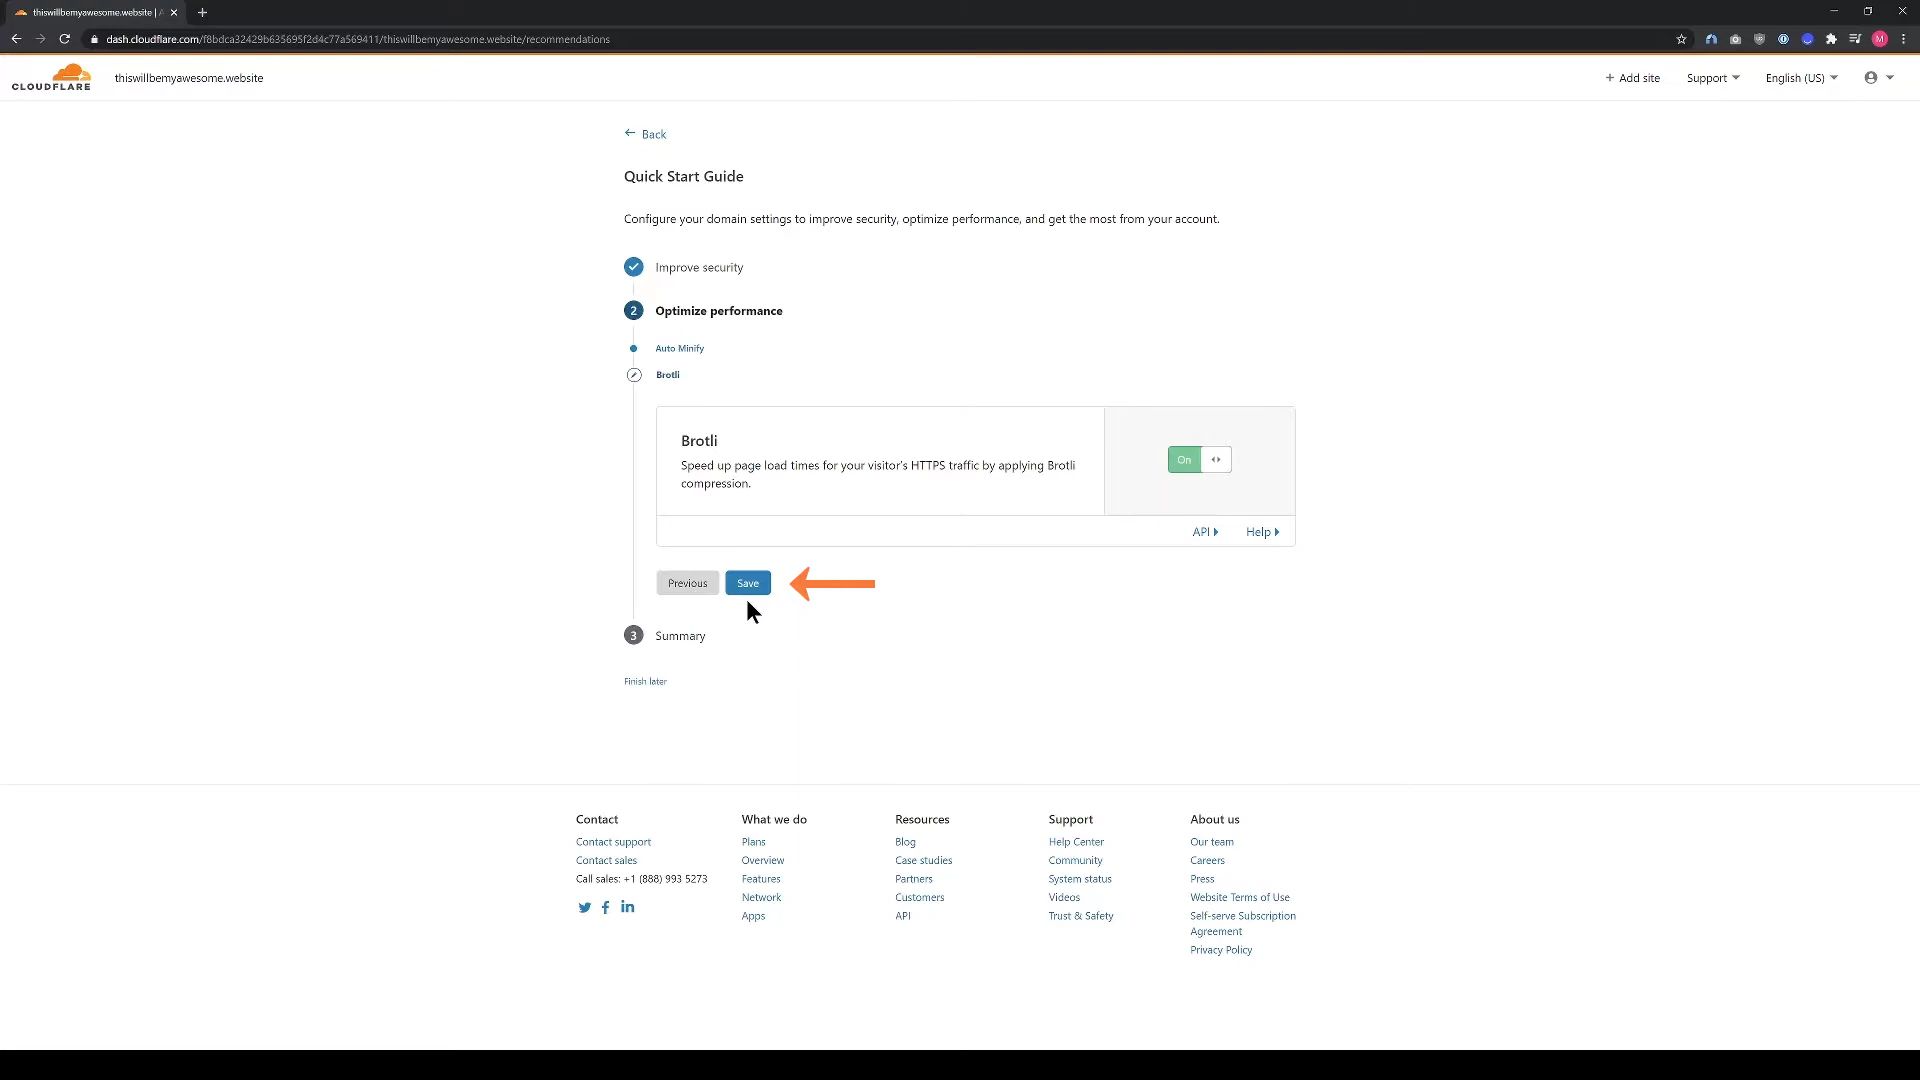 thiswillbemyawesome.website |
dash.cloudflare.com/f8bdca32429b635695f2d4c77a569411/thiswillbemyawesome.website/recommendations
M
CLOUDFLARE
thiswillbemyawesome.website
+ Add site
Support
English (US)
Back
Quick Start Guide
Configure your domain settings to improve security, optimize performance, and get the most from your account.
Improve security
2 Optimize performance
Auto Minify
Brotli
Brotli
Speed up page load times for your visitor's HTTPS traffic by applying Brotli
compression.
On
API
Help
Previous
Save
3 Summary
Finish later
Contact
Contact support
Contact sales
Call sales: +1 (888) 993 5273
What we do
Plans
Overview
Features
Network
Apps
Resources
Blog
Case studies
Partners
Customers
API
Support
Help Center
Community
System status
Videos
Trust & Safety
About us
Our team
Careers
Press
Website Terms of Use
Self-serve Subscription
Agreement
Privacy Policy